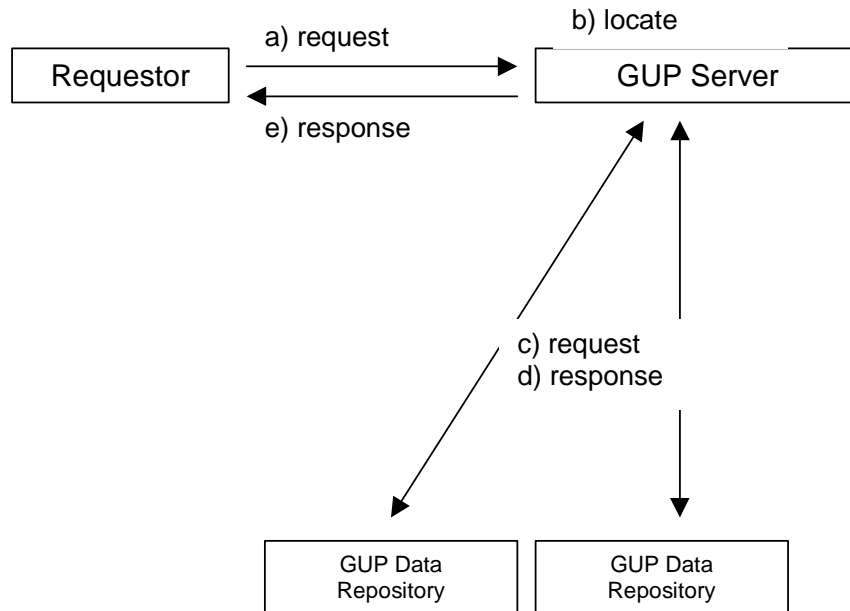 a) request
b) locate
Requestor
GUP Server
e) response
c) request
d) response
GUP Data
Repository
GUP Data
Repository